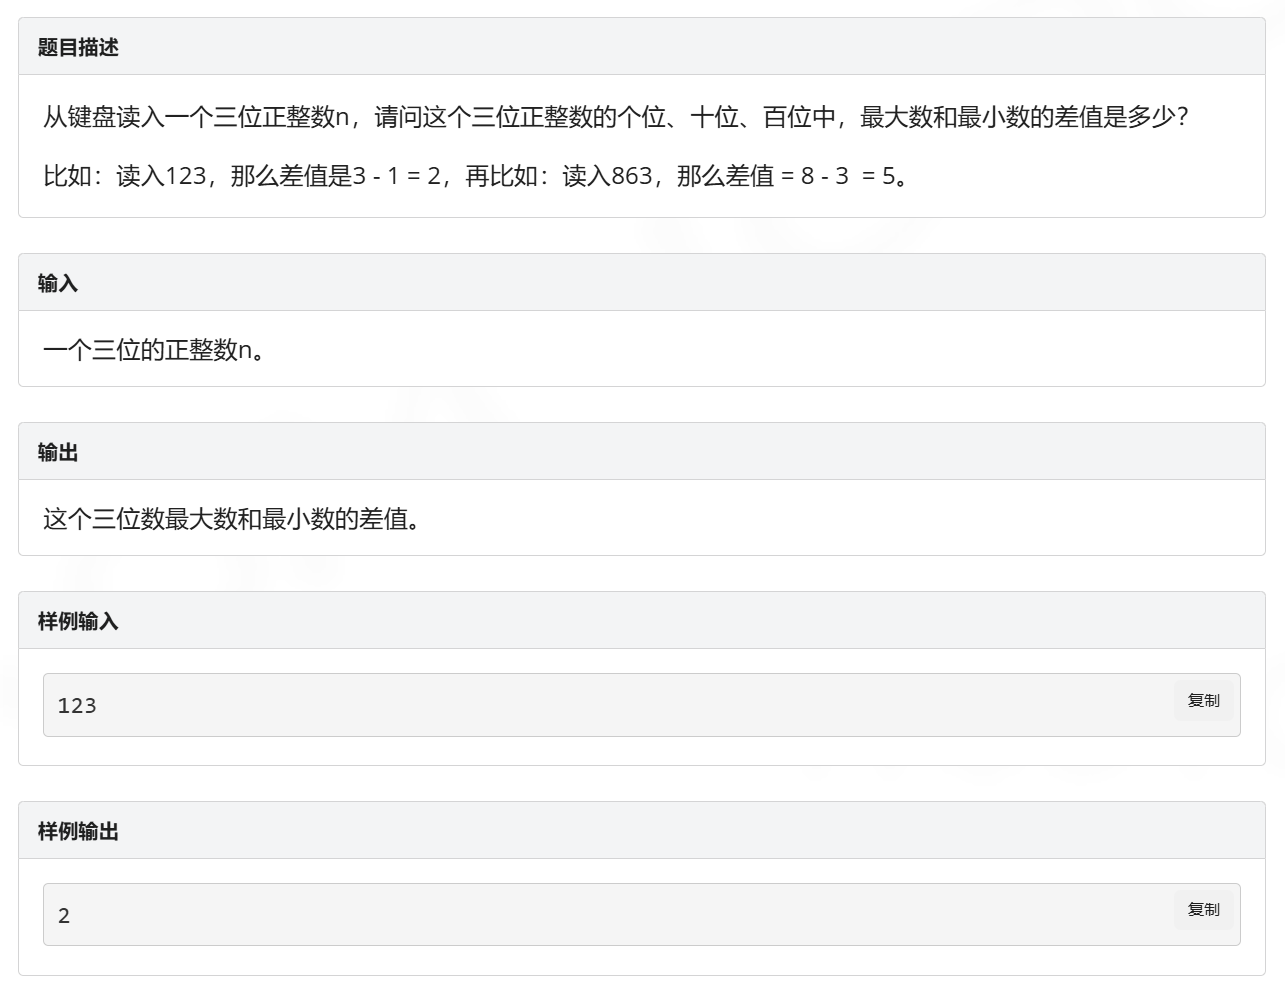 题目描述
从键盘读入一个三位正整数n，请问这个三位正整数的个位、十位、百位中，最大数和最小数的差值是多少？
比如：读入123，那么差值是3 - 1 = 2，再比如：读入863，那么差值 = 8 - 3  = 5。
输入
一个三位的正整数n。
输出
这个三位数最大数和最小数的差值。
样例输入
123
复制
样例输出
2
复制